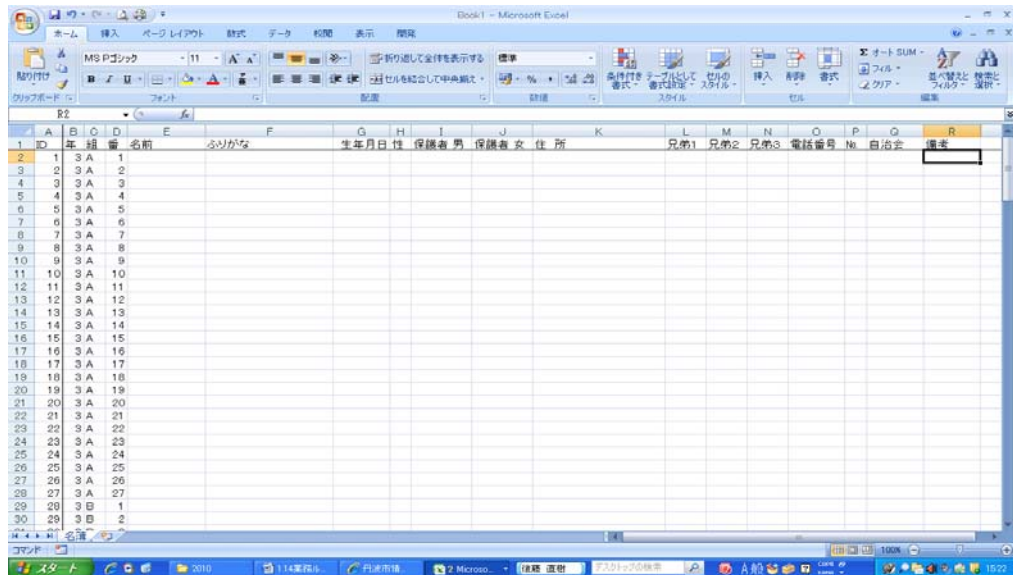 Book1 - Microsoft Excel
ホーム 挿入 ページ レイアウト 数式 データ 校閲 表示 開発
MS Pゴシック 11 折り返して全体を表示する 標準 Σ オート SUM
貼り付け B I U セルを結合して中央揃え % 条件付き書式 テーブルとして書式設定 セルのスタイル 挿入 削除 書式 フィル クリア 並べ替えと フィルタ 検索と選択
クリップボード フォント 配置 数値 スタイル セル 編集
R2 fx
A B C D E F G H I J K L M N O P Q R
1 ID 年 組 番 名前 ふりがな 生年月日 性 保護者 男 保護者 女 住 所 兄弟1 兄弟2 兄弟3 電話番号 № 自治会 備考
2 1 3 A 1
3 2 3 A 2
4 3 3 A 3
5 4 3 A 4
6 5 3 A 5
7 6 3 A 6
8 7 3 A 7
9 8 3 A 8
10 9 3 A 9
11 10 3 A 10
12 11 3 A 11
13 12 3 A 12
14 13 3 A 13
15 14 3 A 14
16 15 3 A 15
17 16 3 A 16
18 17 3 A 17
19 18 3 A 18
20 19 3 A 19
21 20 3 A 20
22 21 3 A 21
23 22 3 A 22
24 23 3 A 23
25 24 3 A 24
26 25 3 A 25
27 26 3 A 26
28 27 3 A 27
29 28 3 B 1
30 29 3 B 2
名簿
コマンド 100%
スタート 2010 2 Microso... デスクトップの検索 A 般 15:22